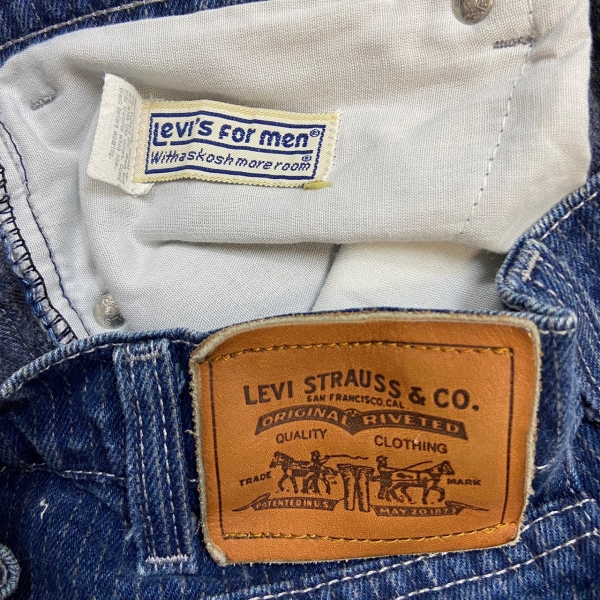 Levi's For men®
With a skosh more room®
LEVI STRAUSS & CO.
SAN FRANCISCO, CAL
ORIGINAL RIVETED
QUALITY CLOTHING
TRADE MARK
PATENTED IN U.S. MAY 20 1873